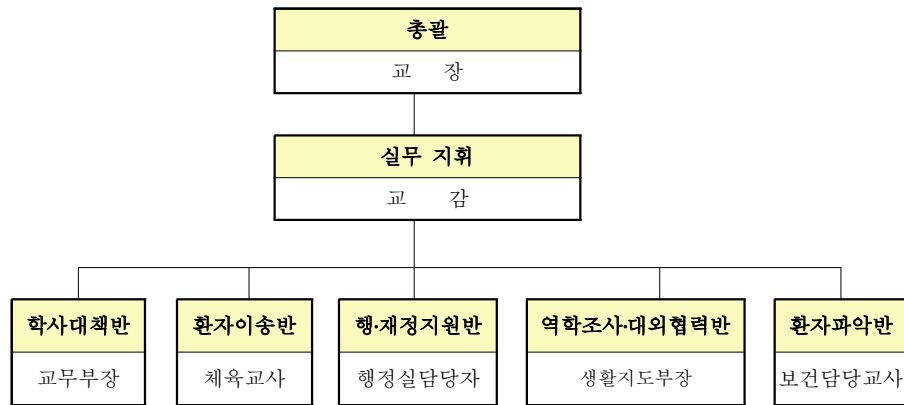 총괄
교 장
실무 지휘
교 감
학사대책반
환자이송반
행·재정지원반
역학조사·대외협력반
환자파악반
교무부장
체육교사
행정실담당자
생활지도부장
보건담당교사